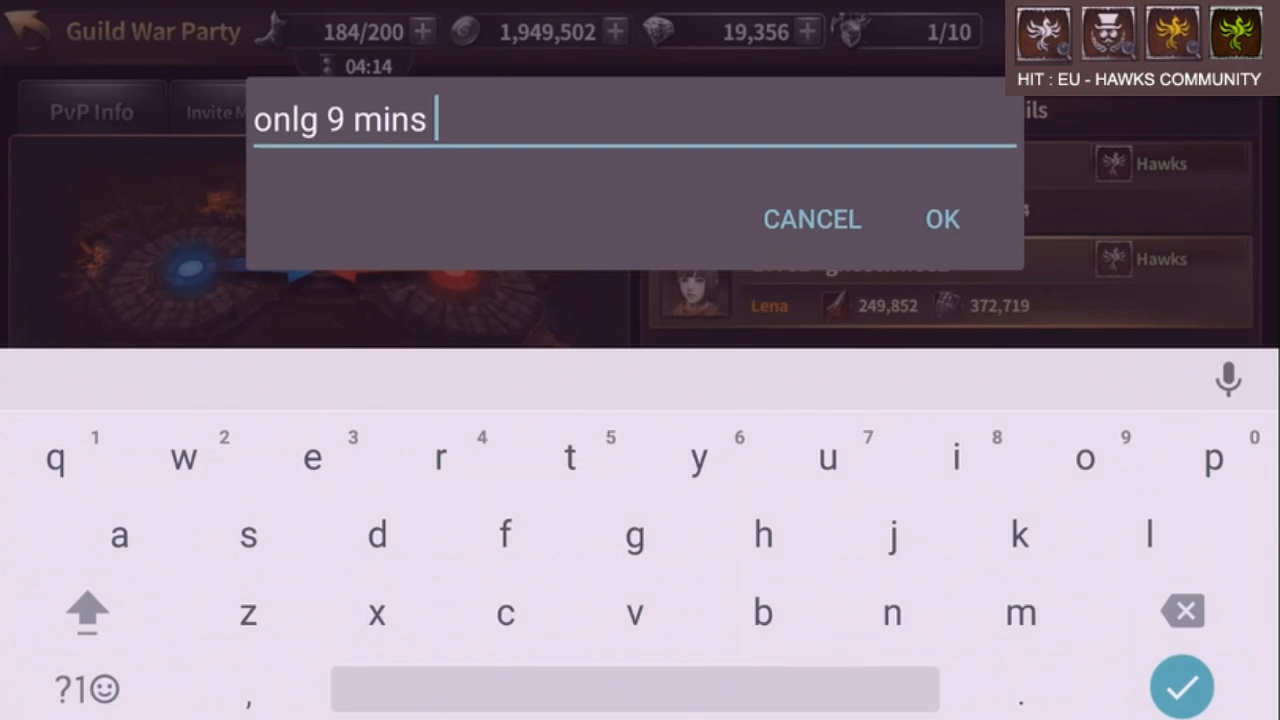 Guild War Party 184/200 + 1,949,502 + 19,356 + 1/10
04:14
HIT : EU - HAWKS COMMUNITY
PvP Info Invite M ils
onlg 9 mins
Hawks
CANCEL OK
4
Hawks
Lena 249,852 372,719
q 1 w 2 e 3 r 4 t 5 y 6 u 7 i 8 o 9 p 0
a s d f g h j k l
z x c v b n m
?1☺ , .